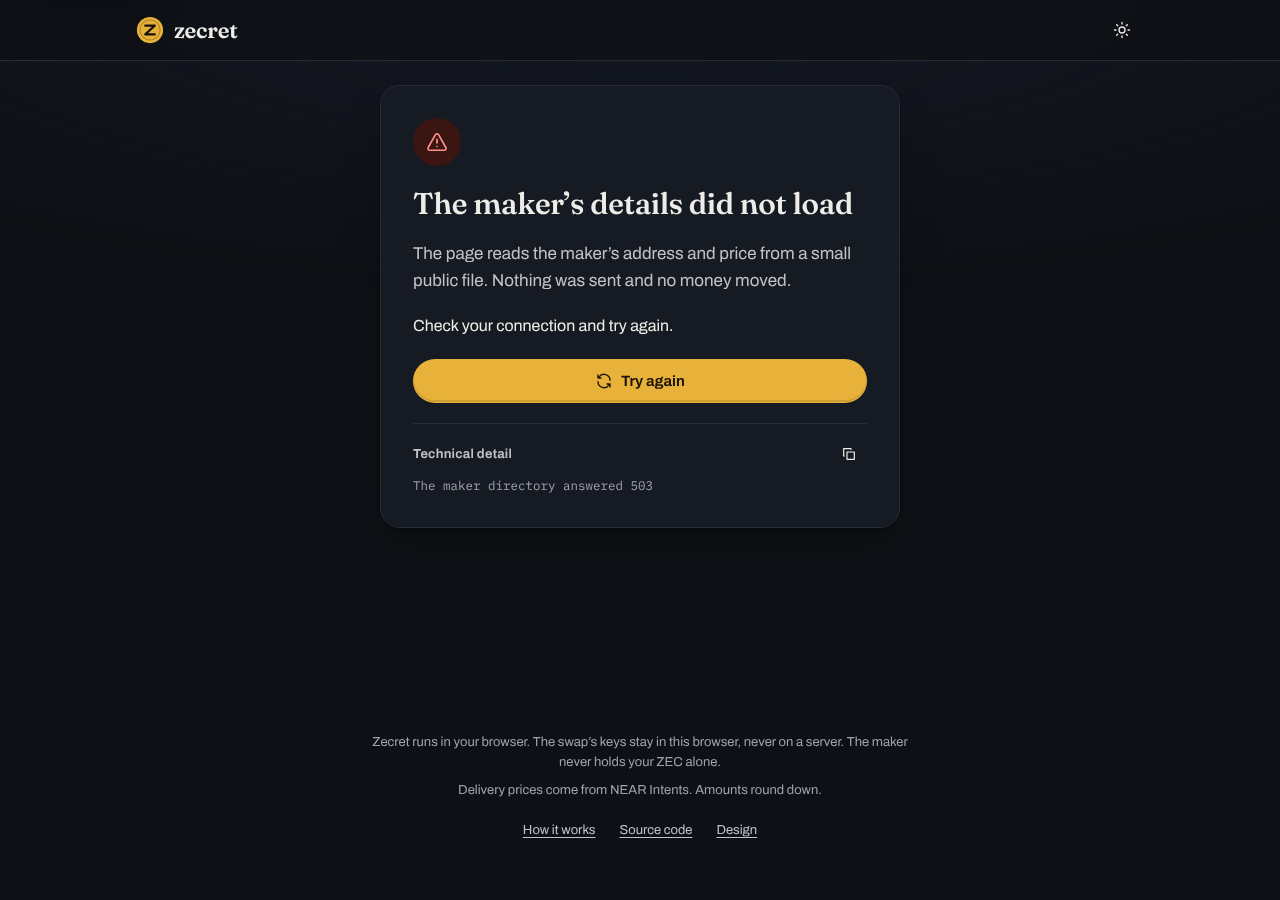 zecret
The maker’s details did not load
The page reads the maker’s address and price from a small
public file. Nothing was sent and no money moved.
Check your connection and try again.
Try again
Technical detail
The maker directory answered 503
Zecret runs in your browser. The swap’s keys stay in this browser, never on a server. The maker
never holds your ZEC alone.
Delivery prices come from NEAR Intents. Amounts round down.
How it works Source code Design